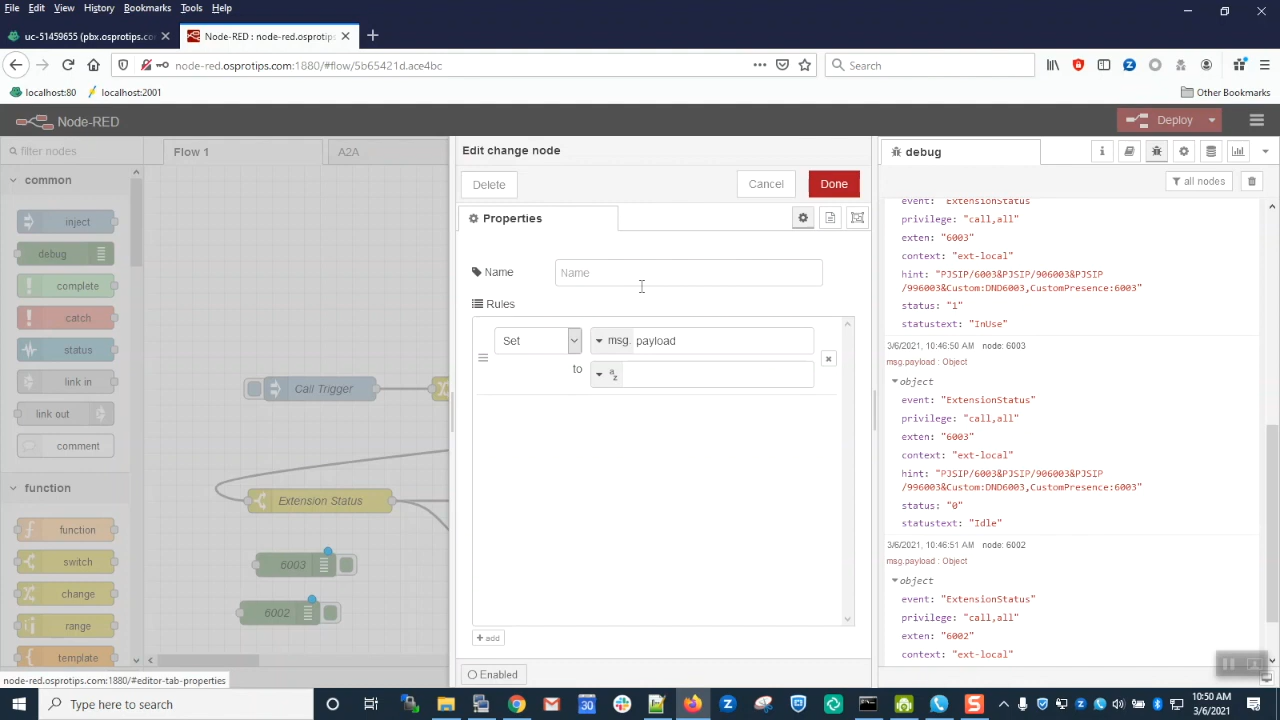 File Edit View History Bookmarks Tools Help
uc-51459655 (pbx.osprotips.co
Node-RED : node-red.osprotips
node-red.osprotips.com:1880/#flow/5b65421d.ace4bc
Search
localhost:80
localhost:2001
Other Bookmarks
Node-RED
Deploy
filter nodes
common
inject
debug
complete
catch
status
link in
link out
comment
function
function
switch
change
range
template
Flow 1
A2A
Call Trigger
Extension Status
6003
6002
Edit change node
Delete
Cancel
Done
Properties
Name
Name
Rules
Set
msg. payload
to
az
+ add
Enabled
debug
all nodes
event: "ExtensionStatus
privilege: "call,all"
exten: "6003"
context: "ext-local"
hint: "PJSIP/6003&PJSIP/906003&PJSIP
/996003&Custom:DND6003,CustomPresence:6003"
status: "1"
statustext: "InUse"
3/6/2021, 10:46:50 AM node: 6003
msg.payload : Object
object
event: "ExtensionStatus"
privilege: "call,all"
exten: "6003"
context: "ext-local"
hint: "PJSIP/6003&PJSIP/906003&PJSIP
/996003&Custom:DND6003,CustomPresence:6003"
status: "0"
statustext: "Idle"
3/6/2021, 10:46:51 AM node: 6002
msg.payload : Object
object
event: "ExtensionStatus"
privilege: "call,all"
exten: "6002"
context: "ext-local"
node-red.osprotips.com:1880/#editor-tab-properties
Type here to search
30
10:50 AM
3/6/2021